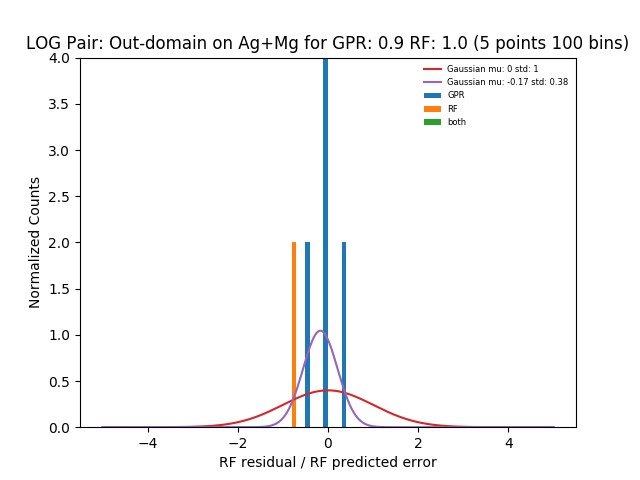 LOG Pair: Out-domain on Ag+Mg for GPR: 0.9 RF: 1.0 (5 points 100 bins)
Gaussian mu: 0 std: 1
Gaussian mu: -0.17 std: 0.38
GPR
RF
both
4.0
3.5
3.0
2.5
2.0
1.5
1.0
0.5
0.0
Normalized Counts
−4
−2
0
2
4
RF residual / RF predicted error